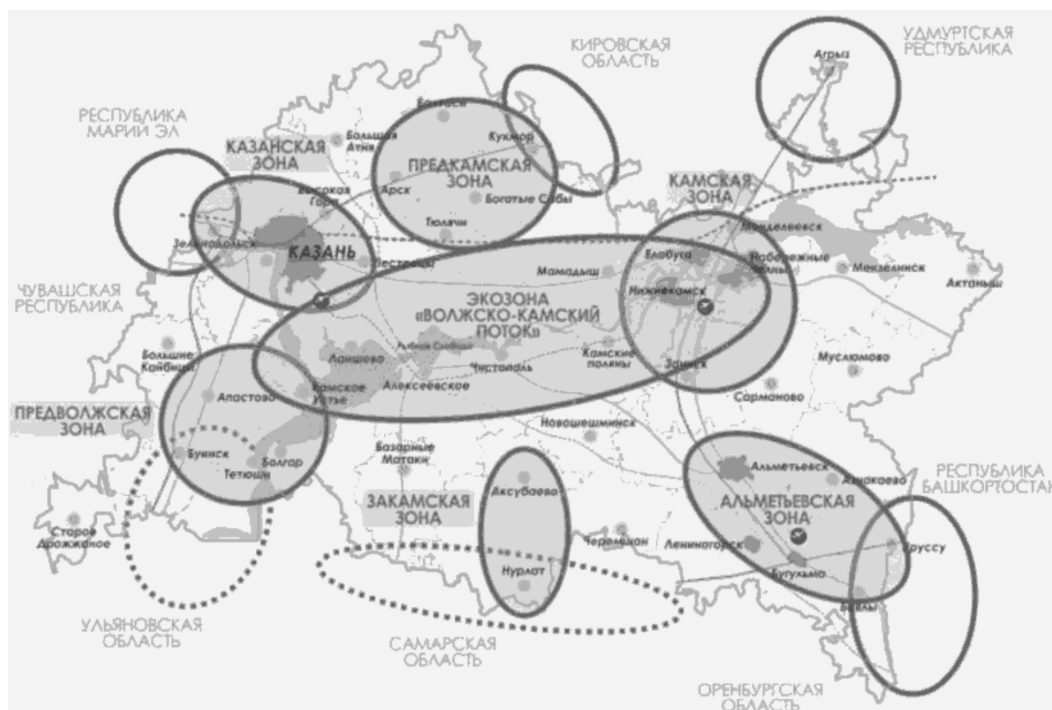 УДМУРТСКАЯ
РЕСПУБЛИКА
КИРОВСКАЯ
ОБЛАСТЬ
Агрыз
РЕСПУБЛИКА
МАРИЙ ЭЛ
Балтаси
КАЗАНСКАЯ
ЗОНА
Большая
Атня
Кукмор
ПРЕДКАМСКАЯ
ЗОНА
КАМСКАЯ
ЗОНА
Высокая
Гора
Арск
Богатые Сабы
Тюлячи
Менделеевск
Зеленодольск
КАЗАНЬ
Пестрецы
Елабуга
Набережные
Челны
Мамадыш
Мензелинск
Актаныш
ЧУВАШСКАЯ
РЕСПУБЛИКА
ЭКОЗОНА
«ВОЛЖСКО-КАМСКИЙ
ПОТОК»
Нижнекамск
Большие
Кайбицы
Лаишево
Рыбная Слобода
Чистополь
Камские
поляны
Муслюмово
Заинск
Алексеевское
Камское
Устье
Апастово
Сарманово
ПРЕДВОЛЖСКАЯ
ЗОНА
Новошешминск
Буинск
Болгар
Тетюши
Базарные
Матаки
Аксубаево
Альметьевск
Азнакаево
РЕСПУБЛИКА
БАШКОРТОСТАН
ЗАКАМСКАЯ
ЗОНА
АЛЬМЕТЬЕВСКАЯ
ЗОНА
Старое
Дрожжаное
Черемшан
Лениногорск
Уруссу
Нурлат
Бугульма
Бавлы
УЛЬЯНОВСКАЯ
ОБЛАСТЬ
САМАРСКАЯ
ОБЛАСТЬ
ОРЕНБУРГСКАЯ
ОБЛАСТЬ